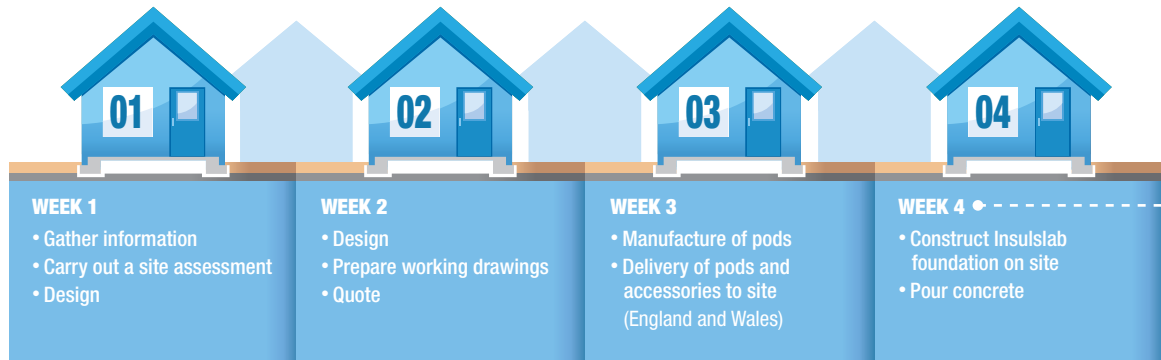 01
02
03
04
WEEK 1
• Gather information
• Carry out a site assessment
• Design
WEEK 2
• Design
• Prepare working drawings
• Quote
WEEK 3
• Manufacture of pods
• Delivery of pods and
accessories to site
(England and Wales)
WEEK 4
• Construct Insulslab
foundation on site
• Pour concrete